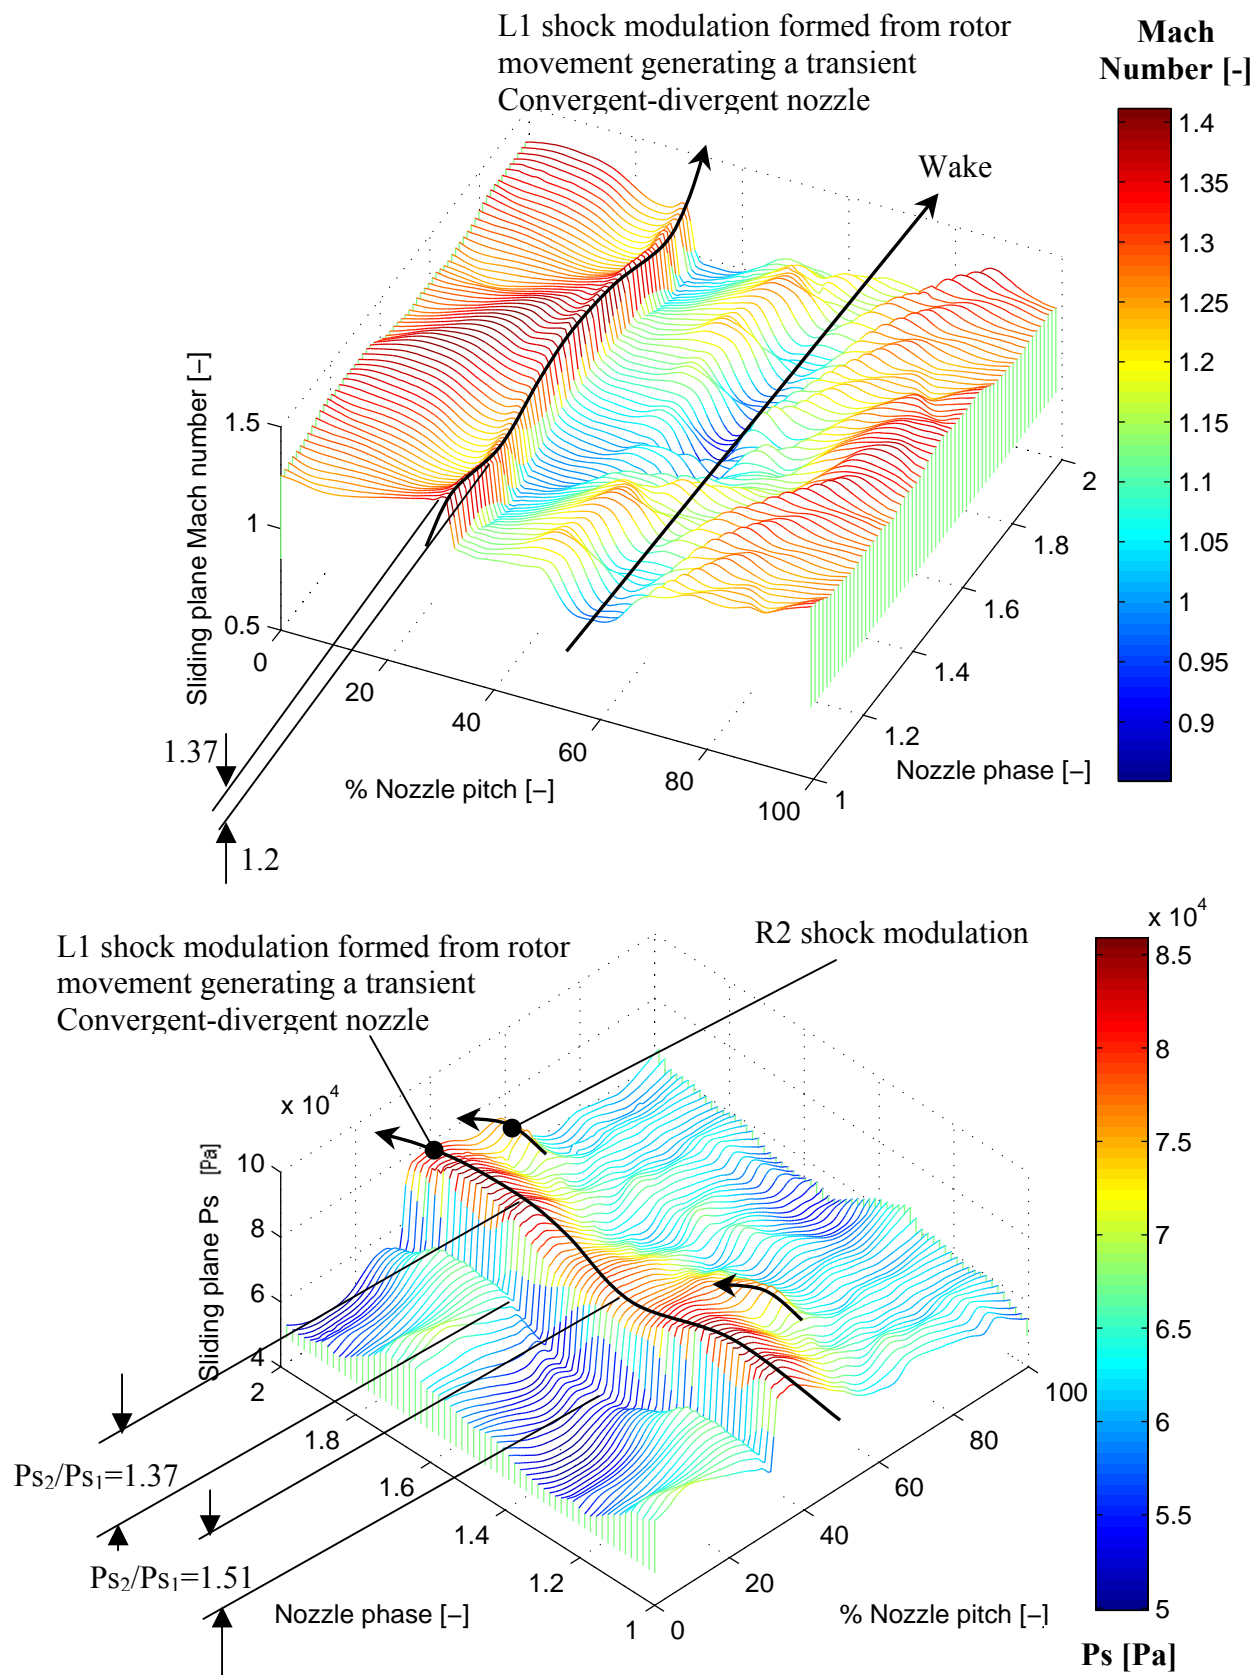 L1 shock modulation formed from rotor
movement generating a transient
Convergent-divergent nozzle
Mach
Number [-]
Wake
1.4
1.35
1.3
1.25
1.2
1.15
1.1
1.05
1
0.95
0.9
Sliding plane Mach number [–]
1.5
1
0.5
0
20
40
60
80
100
% Nozzle pitch [–]
1
1.2
1.4
1.6
1.8
2
Nozzle phase [–]
1.37
1.2
L1 shock modulation formed from rotor
movement generating a transient
Convergent-divergent nozzle
R2 shock modulation
x 10⁴
8.5
8
7.5
7
6.5
6
5.5
5
Ps [Pa]
x 10⁴
Sliding plane Ps [Pa]
10
8
6
4
2
1.8
1.6
1.4
1.2
1
Nozzle phase [–]
0
20
40
60
80
100
% Nozzle pitch [–]
Ps₂/Ps₁=1.37
Ps₂/Ps₁=1.51